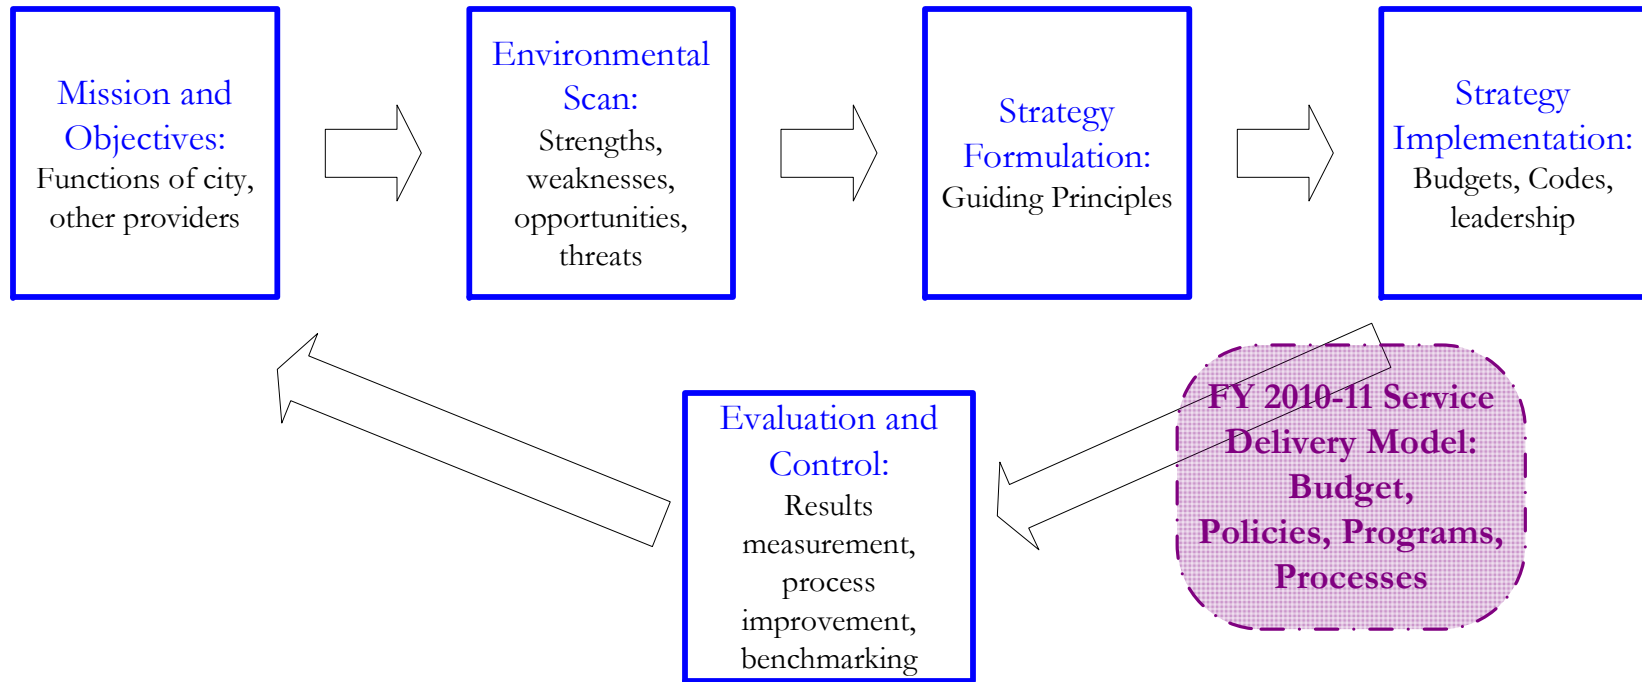 Mission and
Objectives:
Functions of city,
other providers
Environmental
Scan:
Strengths,
weaknesses,
opportunities,
threats
Strategy
Formulation:
Guiding Principles
Strategy
Implementation:
Budgets, Codes,
leadership
Evaluation and
Control:
Results
measurement,
process
improvement,
benchmarking
FY 2010-11 Service
Delivery Model:
Budget,
Policies, Programs,
Processes